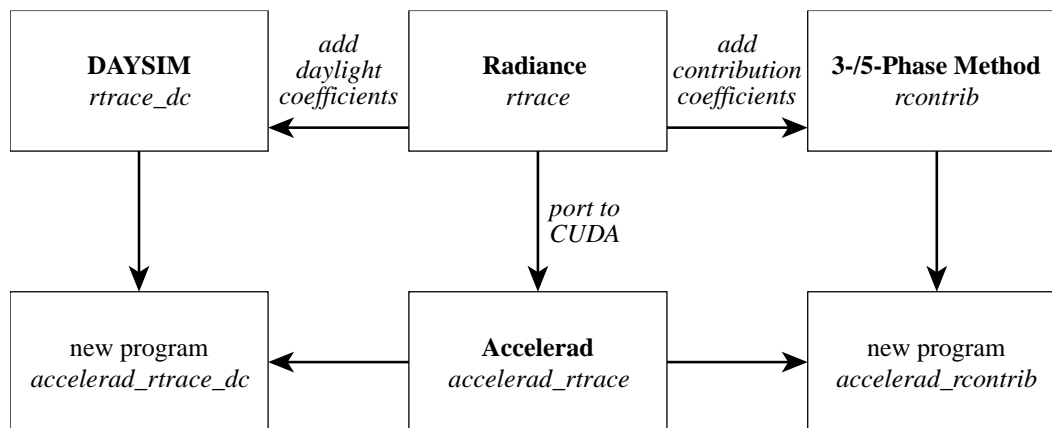 DAYSIM
rtrace_dc
add
daylight
coefficients
Radiance
rtrace
add
contribution
coefficients
3-/5-Phase Method
rcontrib
port to
CUDA
new program
accelerad_rtrace_dc
Accelerad
accelerad_rtrace
new program
accelerad_rcontrib